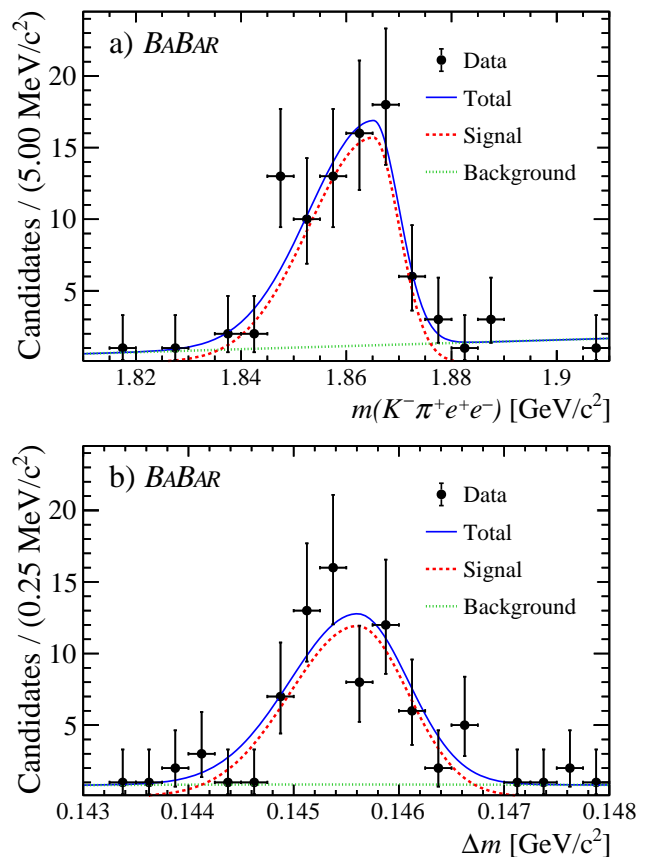 a) BABAR
Data
Total
Signal
Background
Candidates / (5.00 MeV/c²)
20
15
10
5
1.82 1.84 1.86 1.88 1.9
m(K⁻π⁺e⁺e⁻) [GeV/c²]
b) BABAR
Data
Total
Signal
Background
Candidates / (0.25 MeV/c²)
20
15
10
5
0.143 0.144 0.145 0.146 0.147 0.148
Δm [GeV/c²]